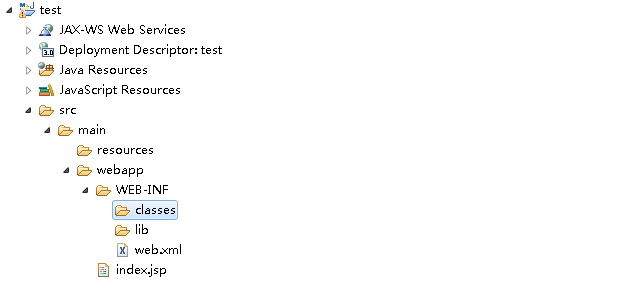 test
JAX-WS Web Services
Deployment Descriptor: test
Java Resources
JavaScript Resources
src
main
resources
webapp
WEB-INF
classes
lib
web.xml
index.jsp